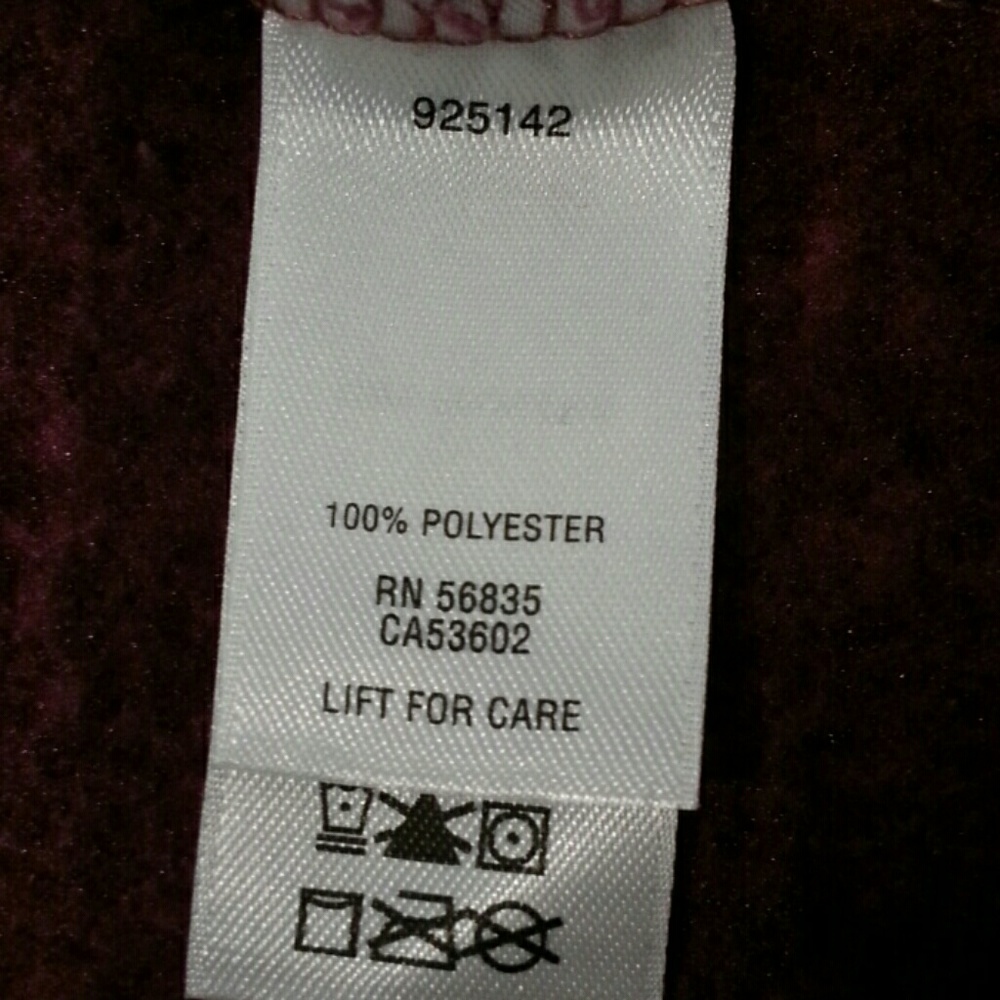 925142
100% POLYESTER
RN 56835
CA53602
LIFT FOR CARE